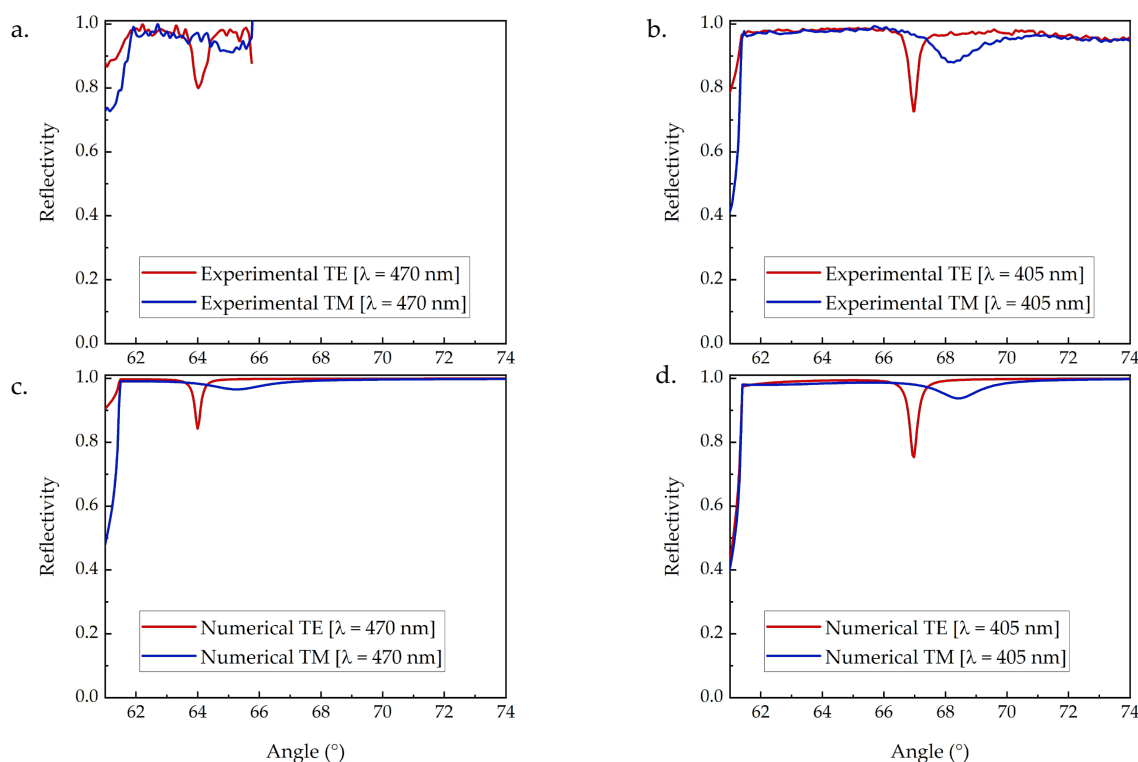 a.
1.0
0.8
0.6
0.4
0.2
0.0
Reflectivity
Experimental TE [λ = 470 nm]
Experimental TM [λ = 470 nm]
62 64 66 68 70 72 74
b.
1.0
0.8
0.6
0.4
0.2
0.0
Reflectivity
Experimental TE [λ = 405 nm]
Experimental TM [λ = 405 nm]
62 64 66 68 70 72 74
c.
1.0
0.8
0.6
0.4
0.2
0.0
Reflectivity
Numerical TE [λ = 470 nm]
Numerical TM [λ = 470 nm]
62 64 66 68 70 72 74
Angle (°)
d.
1.0
0.8
0.6
0.4
0.2
0.0
Reflectivity
Numerical TE [λ = 405 nm]
Numerical TM [λ = 405 nm]
62 64 66 68 70 72 74
Angle (°)